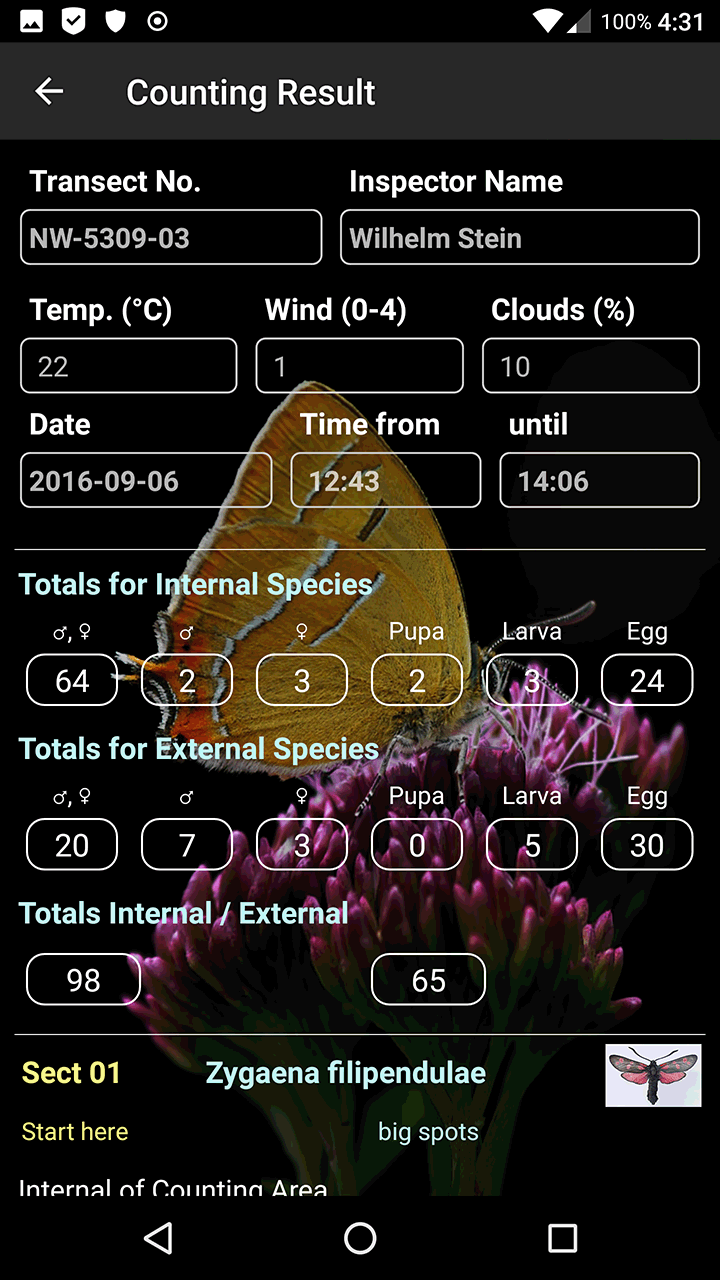 100% 4:31
Counting Result
Transect No. Inspector Name
NW-5309-03 Wilhelm Stein
Temp. (°C) Wind (0-4) Clouds (%)
22 1 10
Date Time from until
2016-09-06 12:43 14:06
Totals for Internal Species
♂, ♀ ♂ ♀ Pupa Larva Egg
64 2 3 2 3 24
Totals for External Species
♂, ♀ ♂ ♀ Pupa Larva Egg
20 7 3 0 5 30
Totals Internal / External
98 65
Sect 01 Zygaena filipendulae
Start here big spots
Internal of Counting Area